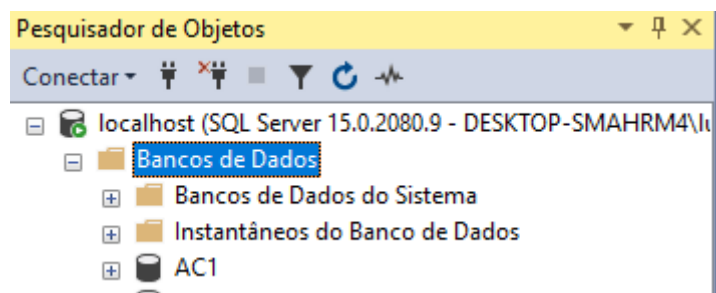 Pesquisador de Objetos
Conectar
localhost (SQL Server 15.0.2080.9 - DESKTOP-SMAHRM4\
Bancos de Dados
Bancos de Dados do Sistema
Instantâneos do Banco de Dados
AC1